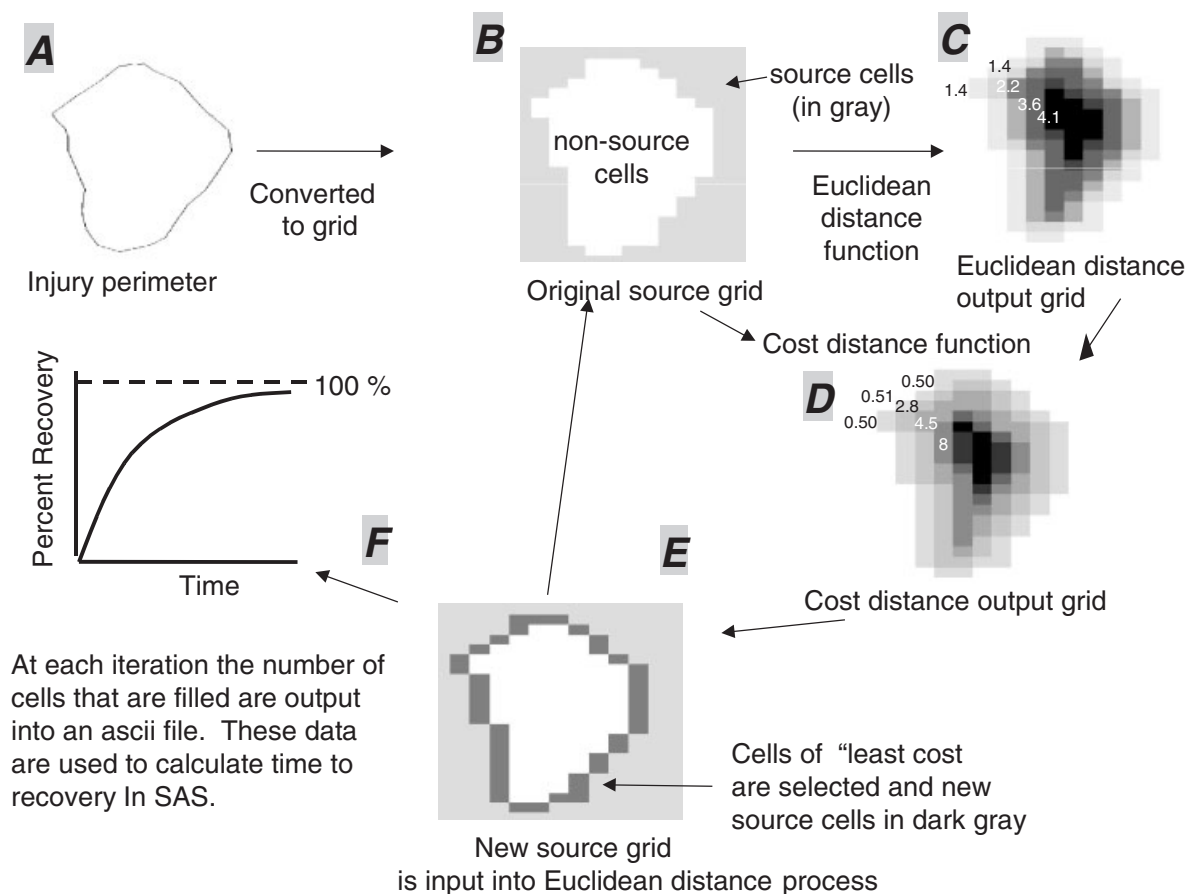 A
Injury perimeter
Converted
to grid
B
non-source
cells
source cells
(in gray)
Original source grid
Euclidean
distance
function
C
1.4
1.4
2.2
3.6
4.1
Euclidean distance
output grid
Cost distance function
D
0.50
0.51
2.8
0.50
4.5
8
Cost distance output grid
E
Cells of “least cost
are selected and new
source cells in dark gray
New source grid
is input into Euclidean distance process
F
100 %
Percent Recovery
Time
At each iteration the number of
cells that are filled are output
into an ascii file. These data
are used to calculate time to
recovery In SAS.